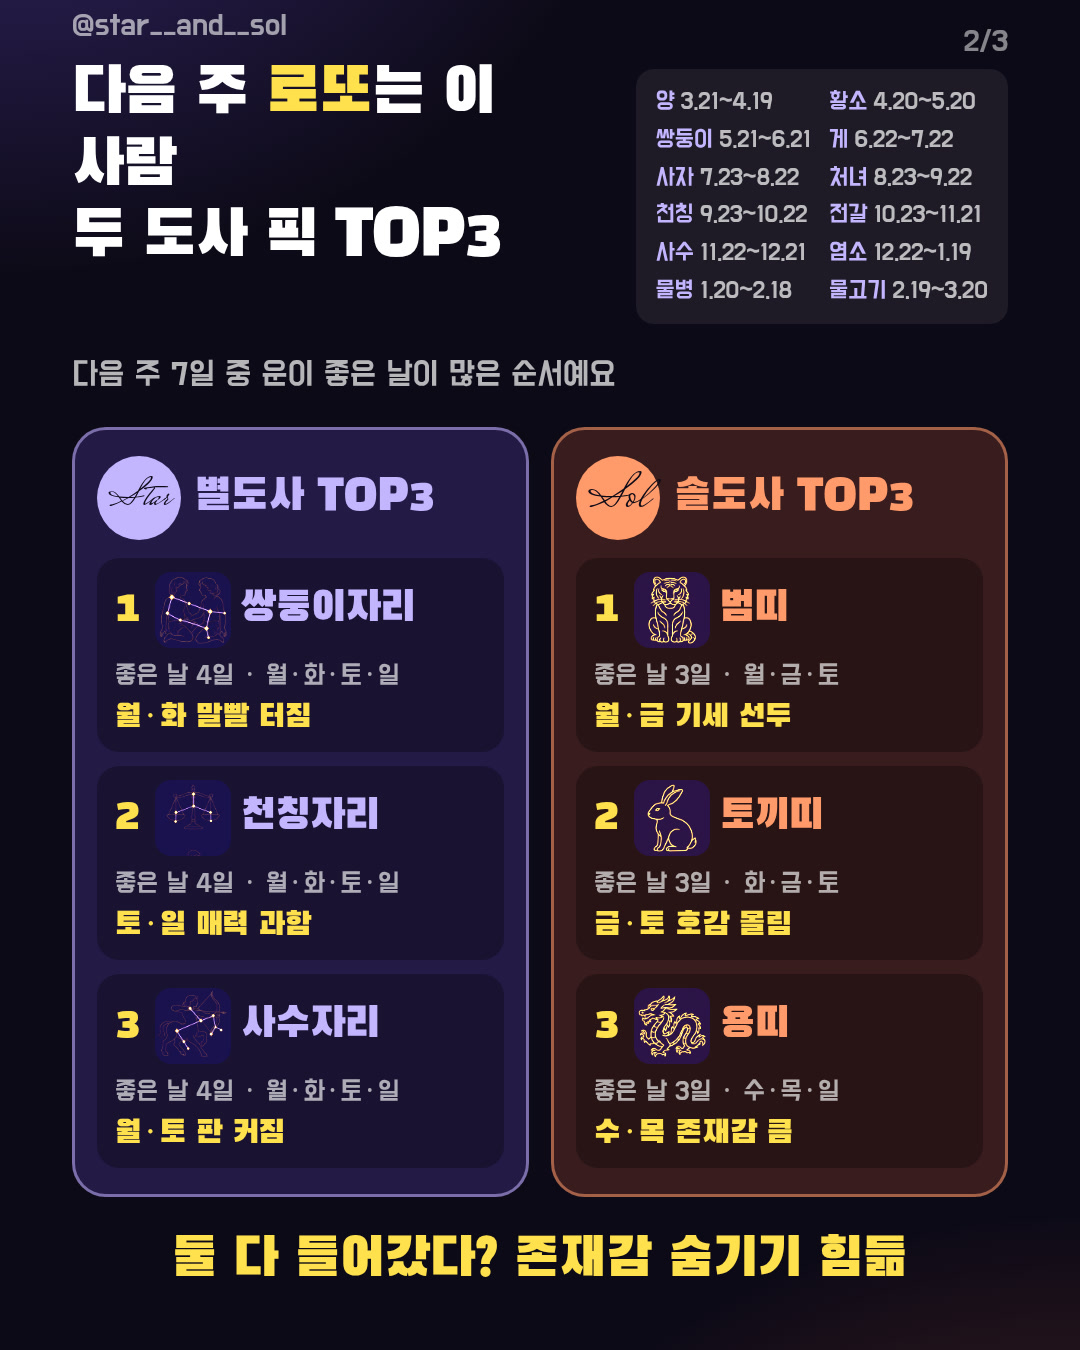 @star__and__sol
2/3
다음 주 로또는 이
사람
두 도사 픽 TOP3
양 3.21~4.19 황소 4.20~5.20
쌍둥이 5.21~6.21 게 6.22~7.22
사자 7.23~8.22 처녀 8.23~9.22
천칭 9.23~10.22 전갈 10.23~11.21
사수 11.22~12.21 염소 12.22~1.19
물병 1.20~2.18 물고기 2.19~3.20
다음 주 7일 중 운이 좋은 날이 많은 순서예요
Star 별도사 TOP3
1 쌍둥이자리
좋은 날 4일 · 월·화·토·일
월·화 말빨 터짐
2 천칭자리
좋은 날 4일 · 월·화·토·일
토·일 매력 과함
3 사수자리
좋은 날 4일 · 월·화·토·일
월·토 판 커짐
Sol 솔도사 TOP3
1 범띠
좋은 날 3일 · 월·금·토
월·금 기세 선두
2 토끼띠
좋은 날 3일 · 화·금·토
금·토 호감 몰림
3 용띠
좋은 날 3일 · 수·목·일
수·목 존재감 큼
둘 다 들어갔다? 존재감 숨기기 힘듦